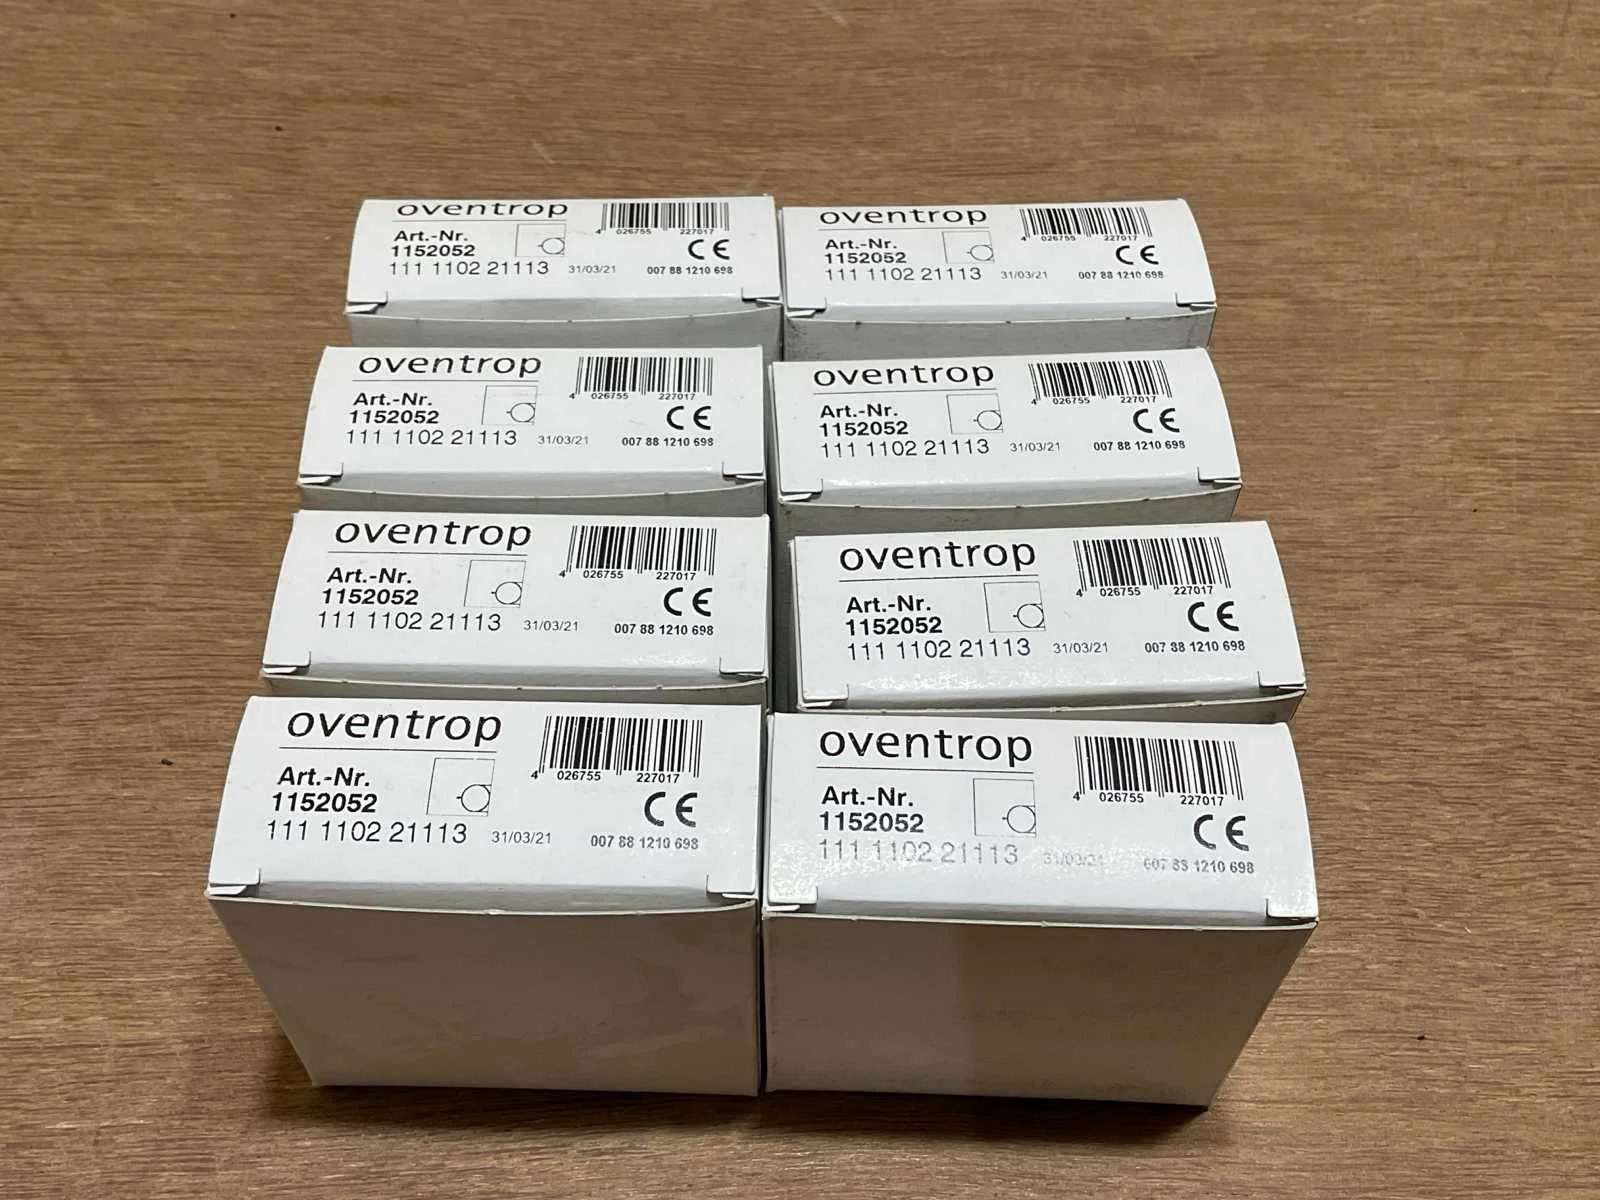 oventrop
4 026755 227017
Art.-Nr.
1152052
CE
111 1102 21113 31/03/21 007 88 1210 698
oventrop
4 026755 227017
Art.-Nr.
1152052
CE
111 1102 21113 31/03/21 007 88 1210 698
oventrop
4 026755 227017
Art.-Nr.
1152052
CE
111 1102 21113 31/03/21 007 88 1210 698
oventrop
4 026755 227017
Art.-Nr.
1152052
CE
111 1102 21113 31/03/21 007 88 1210 698
oventrop
4 026755 227017
Art.-Nr.
1152052
CE
111 1102 21113 31/03/21 007 88 1210 698
oventrop
4 026755 227017
Art.-Nr.
1152052
CE
111 1102 21113 31/03/21 007 88 1210 698
oventrop
4 026755 227017
Art.-Nr.
1152052
CE
111 1102 21113 31/03/21 007 88 1210 698
oventrop
4 026755 227017
Art.-Nr.
1152052
CE
111 1102 21113 31/03/21 007 88 1210 698